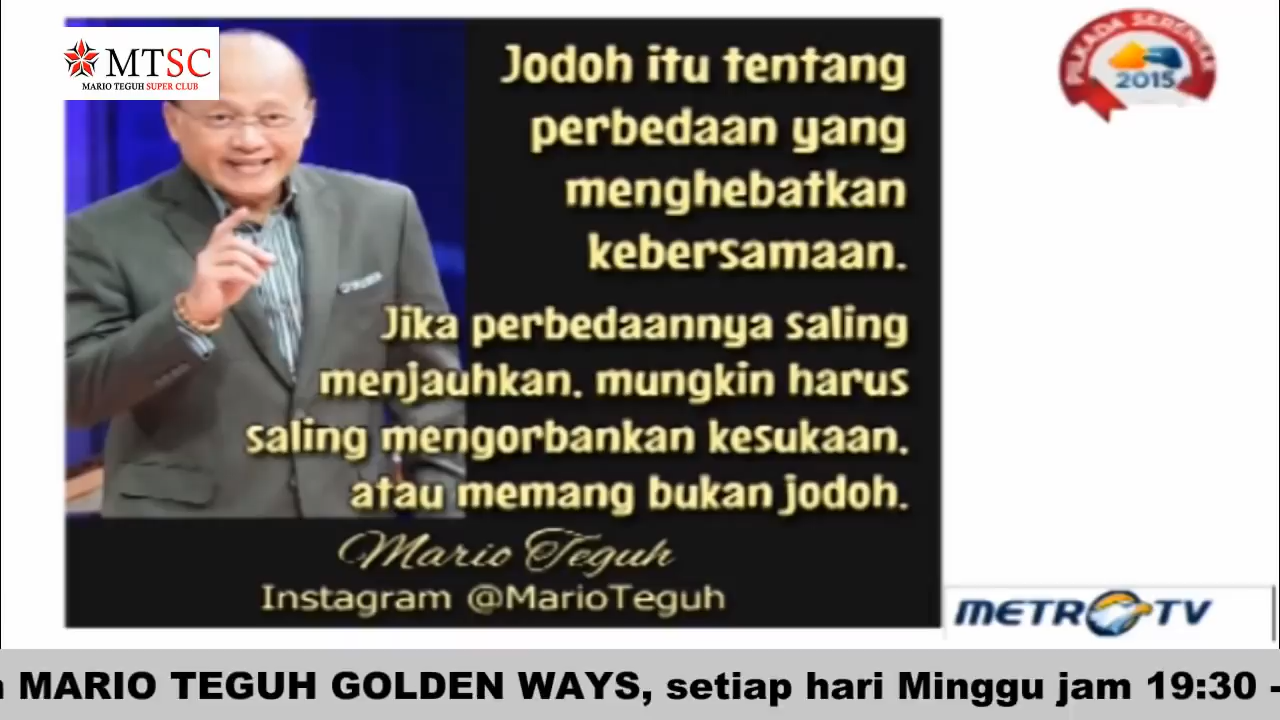 MTSC
MARIO TEGUH SUPER CLUB
PILKADA SERENTAK
2015
Jodoh itu tentang
perbedaan yang
menghebatkan
kebersamaan.
Jika perbedaannya saling
menjauhkan. mungkin harus
saling mengorbankan kesukaan.
atau memang bukan jodoh.
Mario Teguh
Instagram @MarioTeguh
METRO TV
MARIO TEGUH GOLDEN WAYS, setiap hari Minggu jam 19:30 -